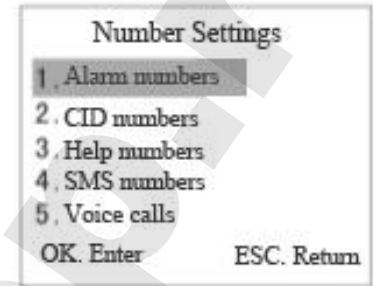 Number Settings
1. Alarm numbers
2. CID numbers
3. Help numbers
4. SMS numbers
5. Voice calls
OK. Enter ESC. Return